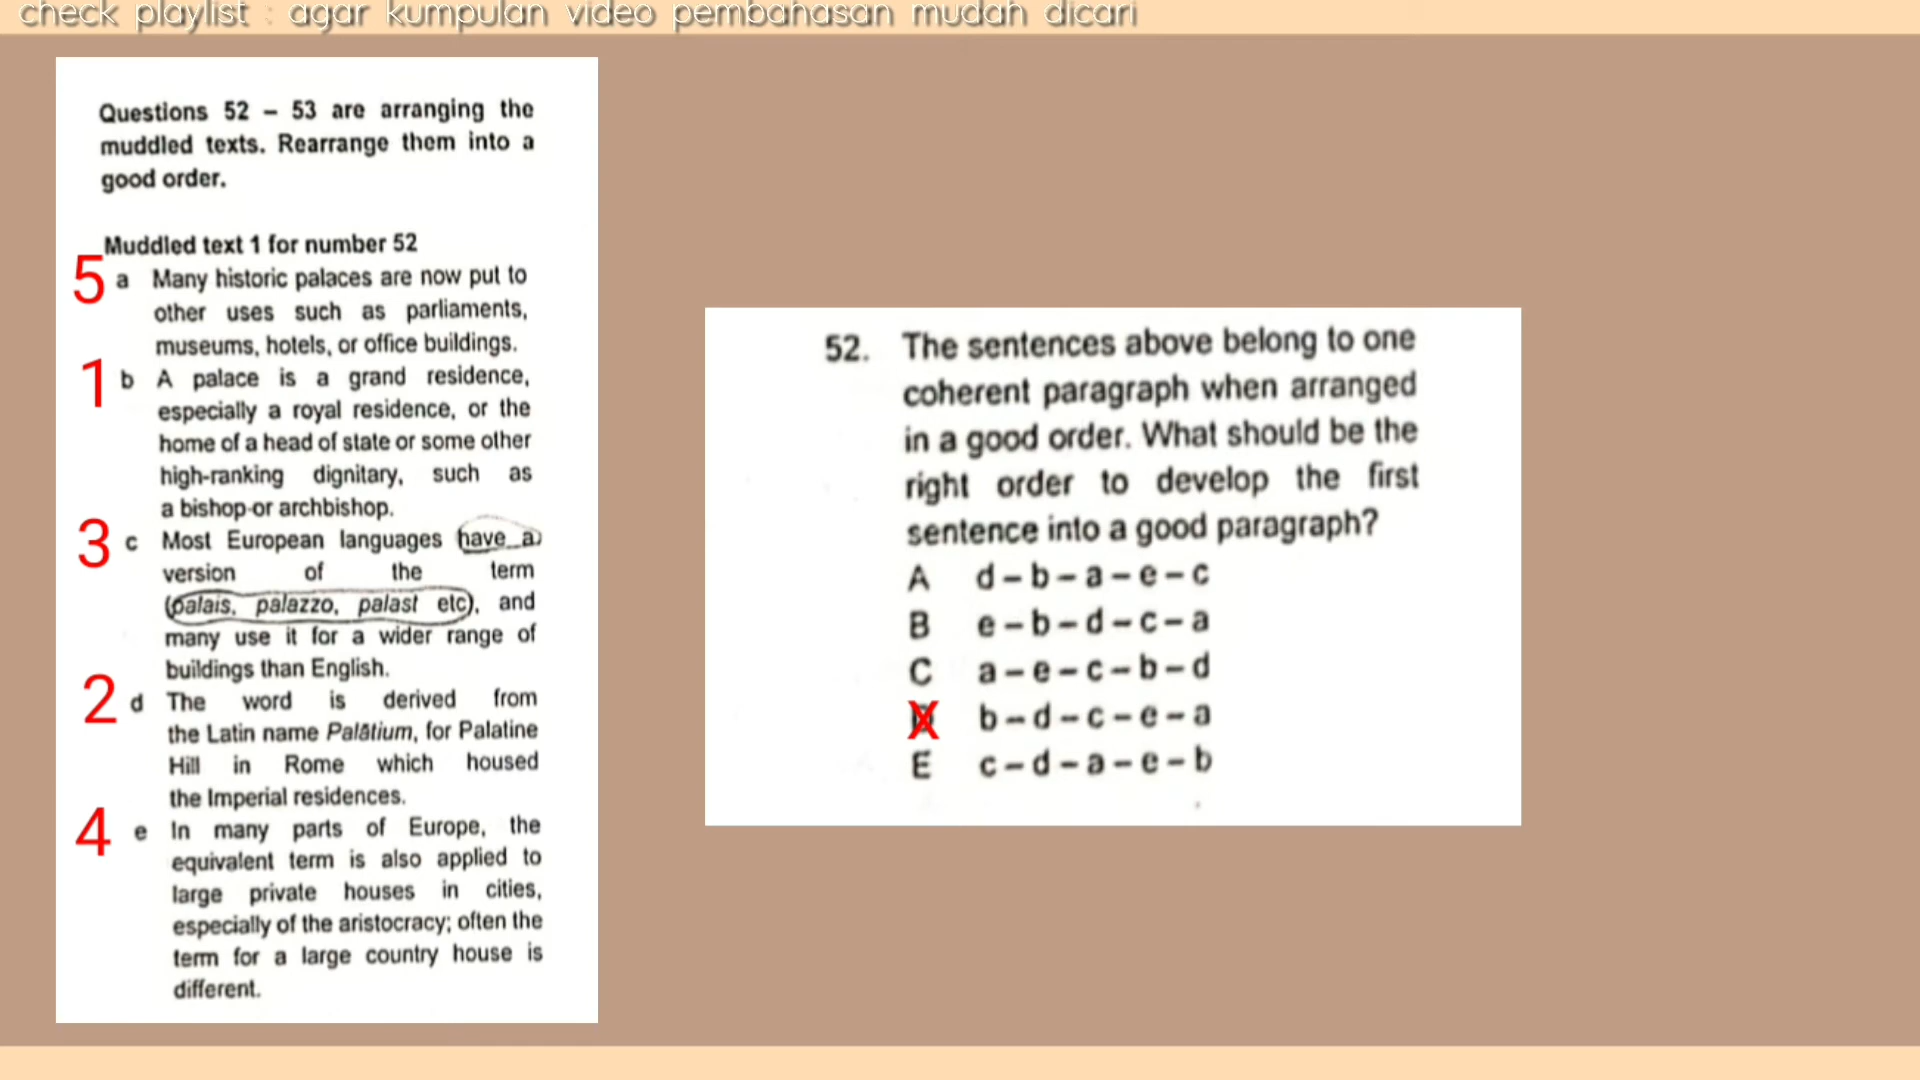 check playlist : agar kumpulan video pembahasan mudah dicari
Questions 52 – 53 are arranging the
muddled texts. Rearrange them into a
good order.
Muddled text 1 for number 52
5 a Many historic palaces are now put to
other uses such as parliaments,
museums, hotels, or office buildings.
1 b A palace is a grand residence,
especially a royal residence, or the
home of a head of state or some other
high-ranking dignitary, such as
a bishop or archbishop.
3 c Most European languages have a
version of the term
(palais, palazzo, palast etc), and
many use it for a wider range of
buildings than English.
2 d The word is derived from
the Latin name Palātium, for Palatine
Hill in Rome which housed
the Imperial residences.
4 e In many parts of Europe, the
equivalent term is also applied to
large private houses in cities,
especially of the aristocracy; often the
term for a large country house is
different.
52. The sentences above belong to one
coherent paragraph when arranged
in a good order. What should be the
right order to develop the first
sentence into a good paragraph?
A d – b – a – e – c
B e – b – d – c – a
C a – e – c – b – d
X b – d – c – e – a
E c – d – a – e – b